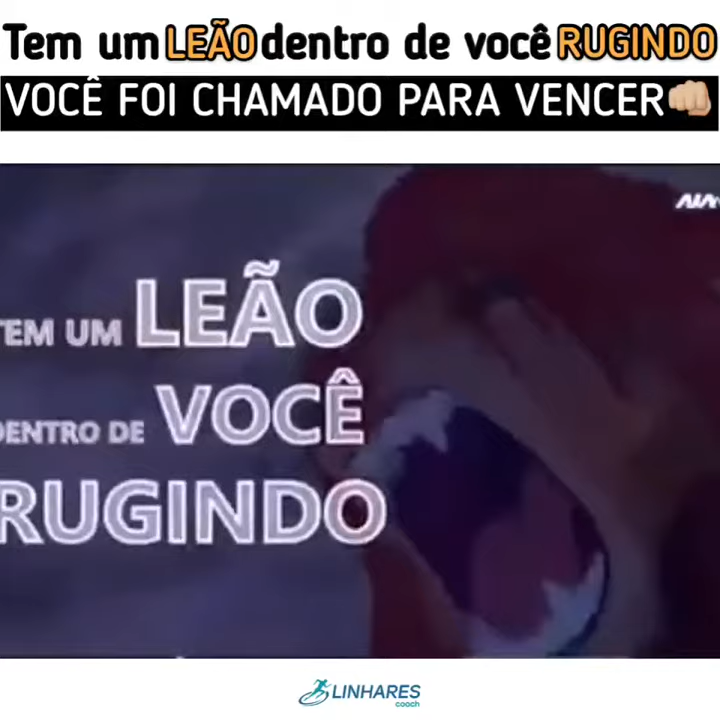 Tem um LEÃO dentro de você RUGINDO
VOCÊ FOI CHAMADO PARA VENCER👊🏼
TEM UM LEÃO
DENTRO DE VOCÊ
RUGINDO
LINHARES
coach